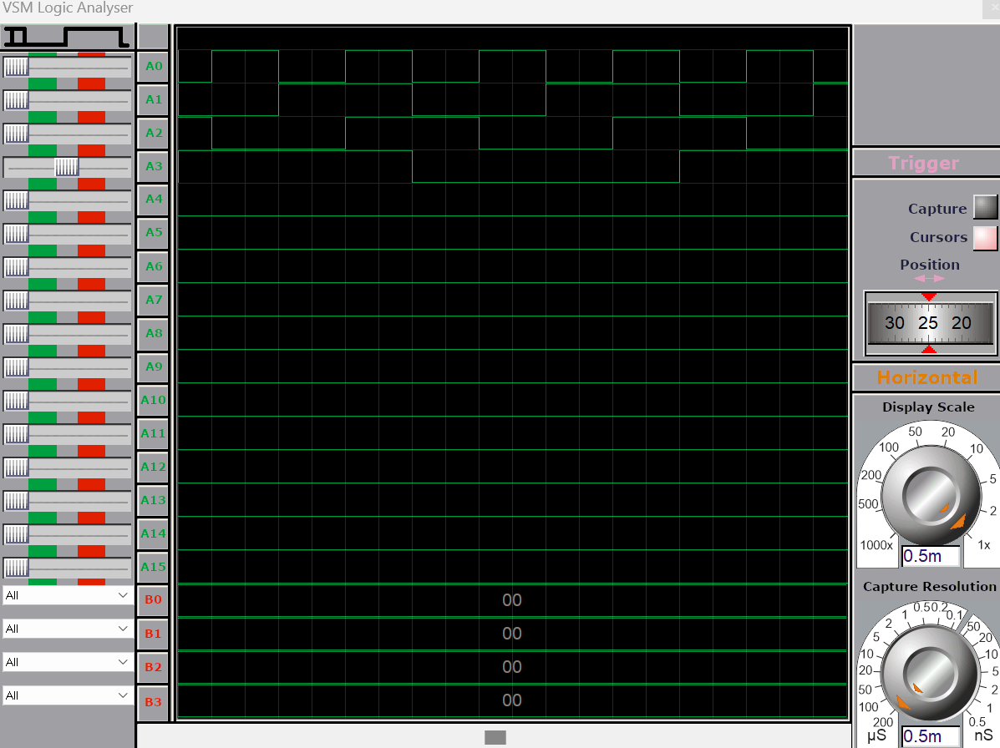 VSM Logic Analyser
A0
A1
A2
A3
A4
A5
A6
A7
A8
A9
A10
A11
A12
A13
A14
A15
All B0 00
All B1 00
All B2 00
All B3 00
Trigger
Capture
Cursors
Position
30 25 20
Horizontal
Display Scale
50 20
100 10
200 5
500 2
1000x 1x
0.5m
Capture Resolution
0.5 0.2
1 0.1
2 50
5 20
10 10
20 5
50 2
100 1
200 0.5
µS 0.5m nS